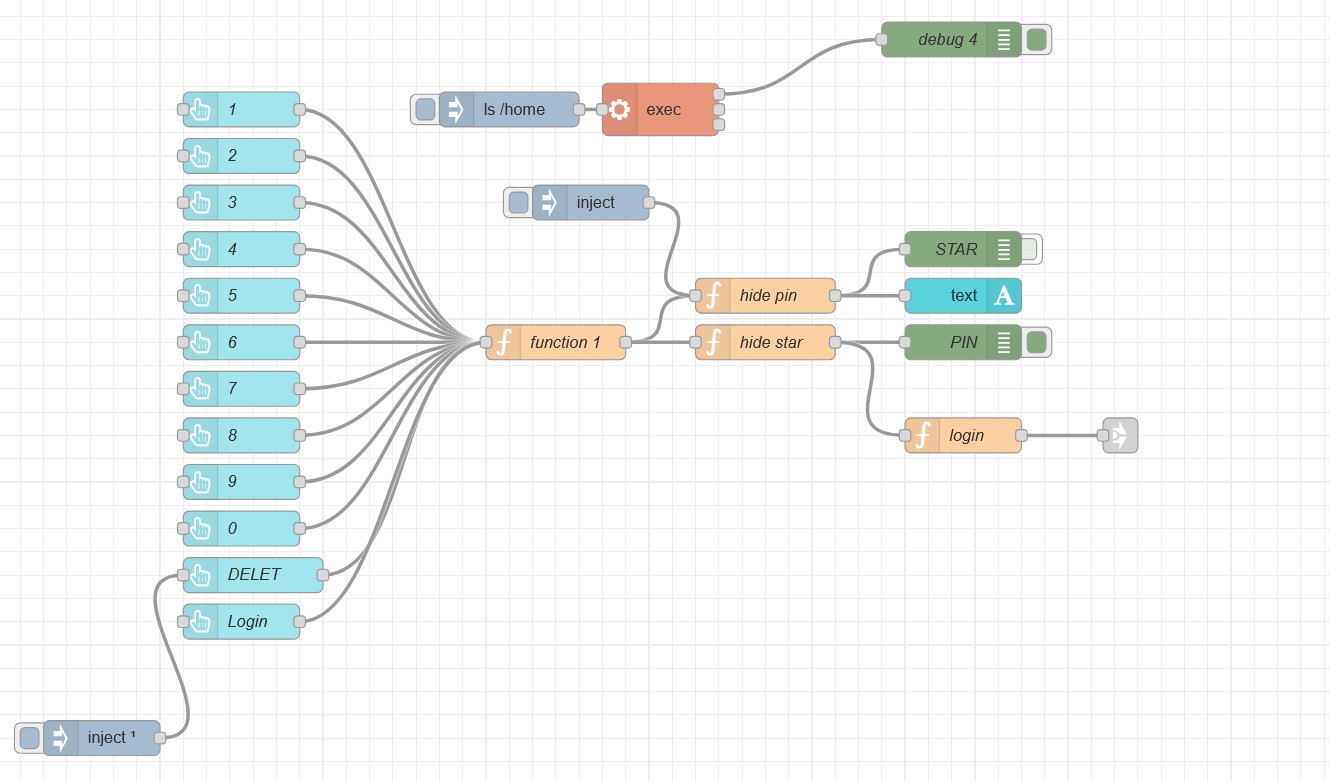 debug 4
1
ls /home
exec
2
3
inject
4
STAR
5
hide pin
text
A
6
function 1
hide star
PIN
7
8
login
9
0
DELET
Login
inject ¹